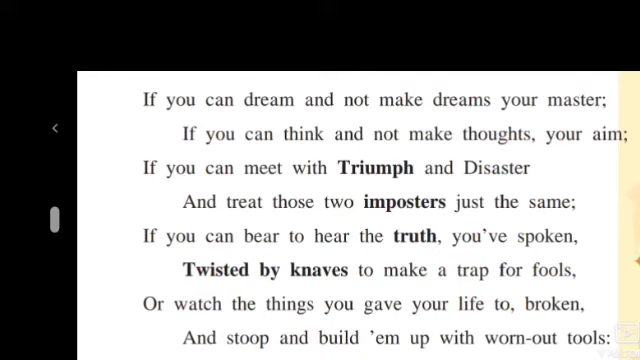 If you can dream and not make dreams your master;
If you can think and not make thoughts, your aim;
If you can meet with Triumph and Disaster
And treat those two imposters just the same;
If you can bear to hear the truth, you've spoken,
Twisted by knaves to make a trap for fools,
Or watch the things you gave your life to, broken,
And stoop and build 'em up with worn-out tools: